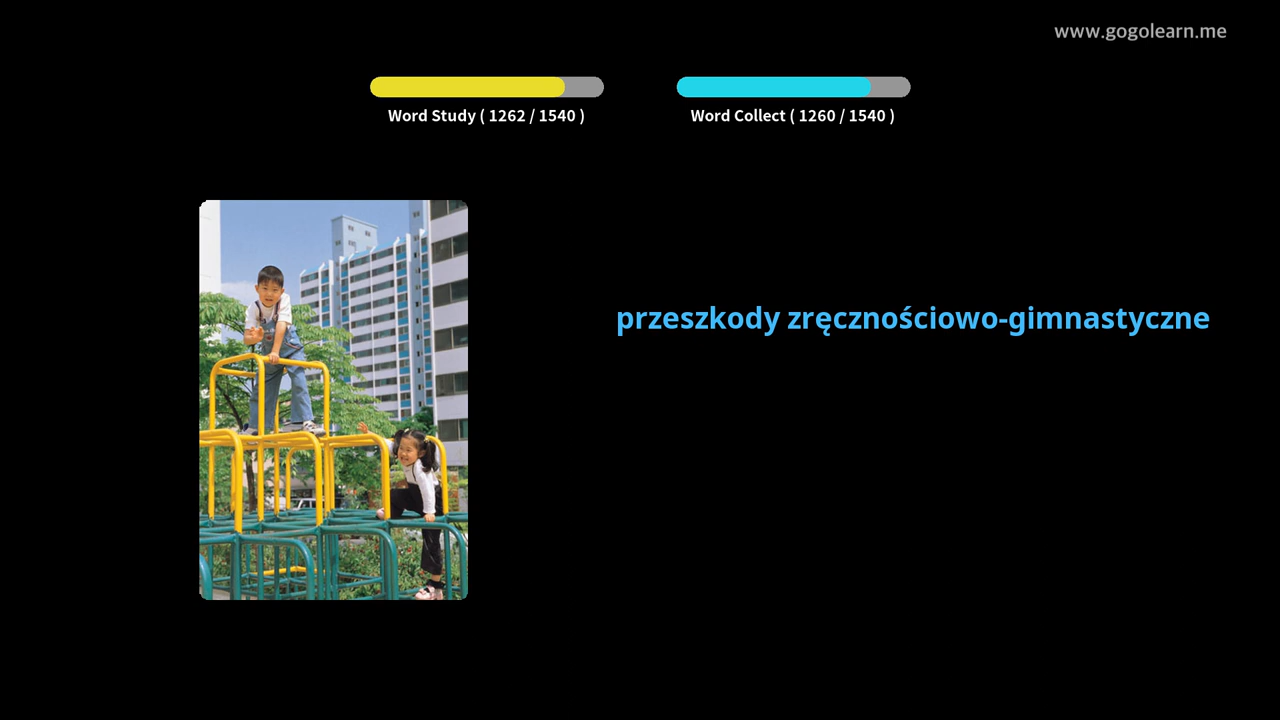 www.gogolearn.me
Word Study ( 1262 / 1540 )
Word Collect ( 1260 / 1540 )
przeszkody zręcznościowo-gimnastyczne